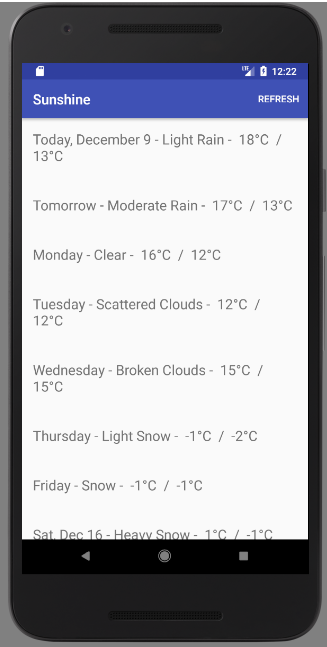 LTE 12:22
Sunshine REFRESH
Today, December 9 - Light Rain - 18°C /
13°C
Tomorrow - Moderate Rain - 17°C / 13°C
Monday - Clear - 16°C / 12°C
Tuesday - Scattered Clouds - 12°C /
12°C
Wednesday - Broken Clouds - 15°C /
15°C
Thursday - Light Snow - -1°C / -2°C
Friday - Snow - -1°C / -1°C
Sat, Dec 16 - Heavy Snow - 1°C / -1°C